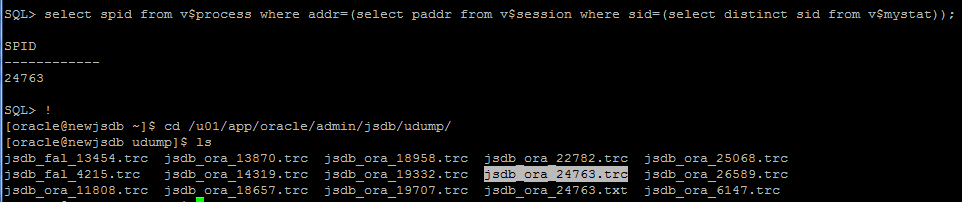 SQL> select spid from v$process where addr=(select paddr from v$session where sid=(select distinct sid from v$mystat));
SPID
------------
24763
SQL> !
[oracle@newjsdb ~]$ cd /u01/app/oracle/admin/jsdb/udump/
[oracle@newjsdb udump]$ ls
jsdb_fal_13454.trc  jsdb_ora_13870.trc  jsdb_ora_18958.trc  jsdb_ora_22782.trc  jsdb_ora_25068.trc
jsdb_fal_4215.trc   jsdb_ora_14319.trc  jsdb_ora_19332.trc  jsdb_ora_24763.trc  jsdb_ora_26589.trc
jsdb_ora_11808.trc  jsdb_ora_18657.trc  jsdb_ora_19707.trc  jsdb_ora_24763.txt  jsdb_ora_6147.trc